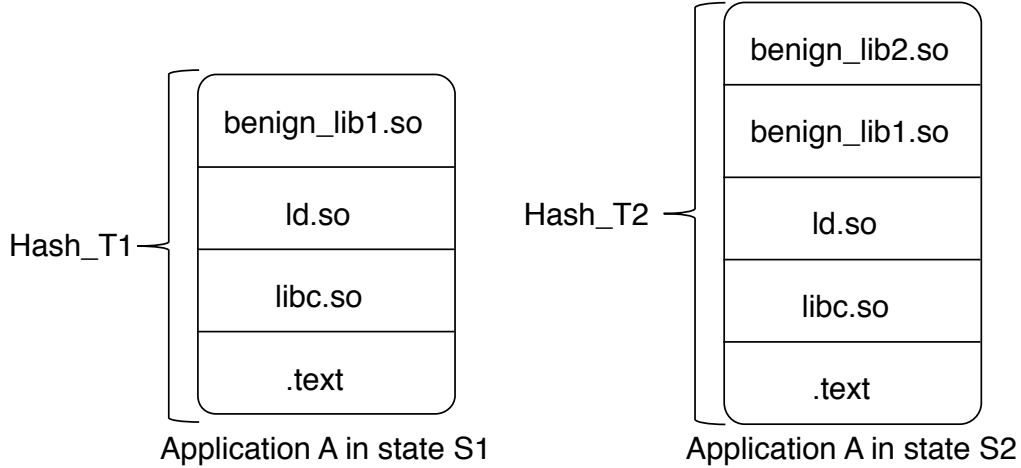 benign_lib1.so
ld.so
Hash_T1
libc.so
.text
Application A in state S1
benign_lib2.so
benign_lib1.so
Hash_T2
ld.so
libc.so
.text
Application A in state S2